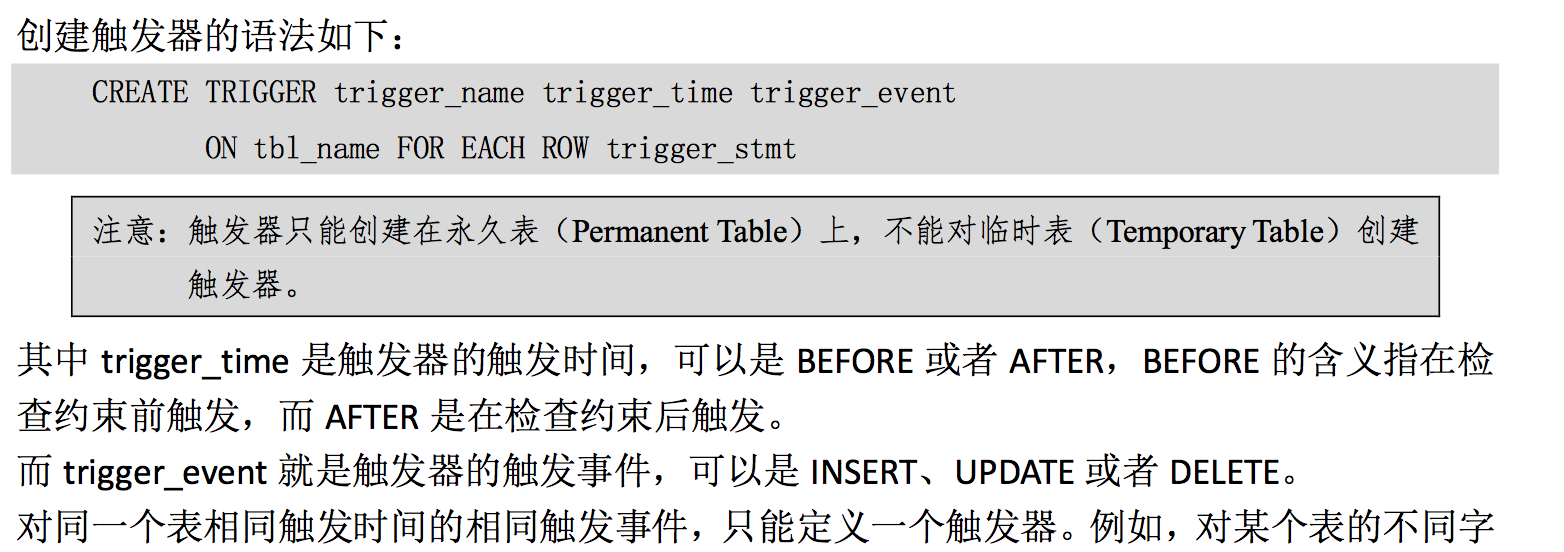 创建触发器的语法如下：
CREATE TRIGGER trigger_name trigger_time trigger_event
ON tbl_name FOR EACH ROW trigger_stmt
注意：触发器只能创建在永久表（Permanent Table）上，不能对临时表（Temporary Table）创建
触发器。
其中 trigger_time 是触发器的触发时间，可以是 BEFORE 或者 AFTER，BEFORE 的含义指在检
查约束前触发，而 AFTER 是在检查约束后触发。
而 trigger_event 就是触发器的触发事件，可以是 INSERT、UPDATE 或者 DELETE。
对同一个表相同触发时间的相同触发事件，只能定义一个触发器。例如，对某个表的不同字